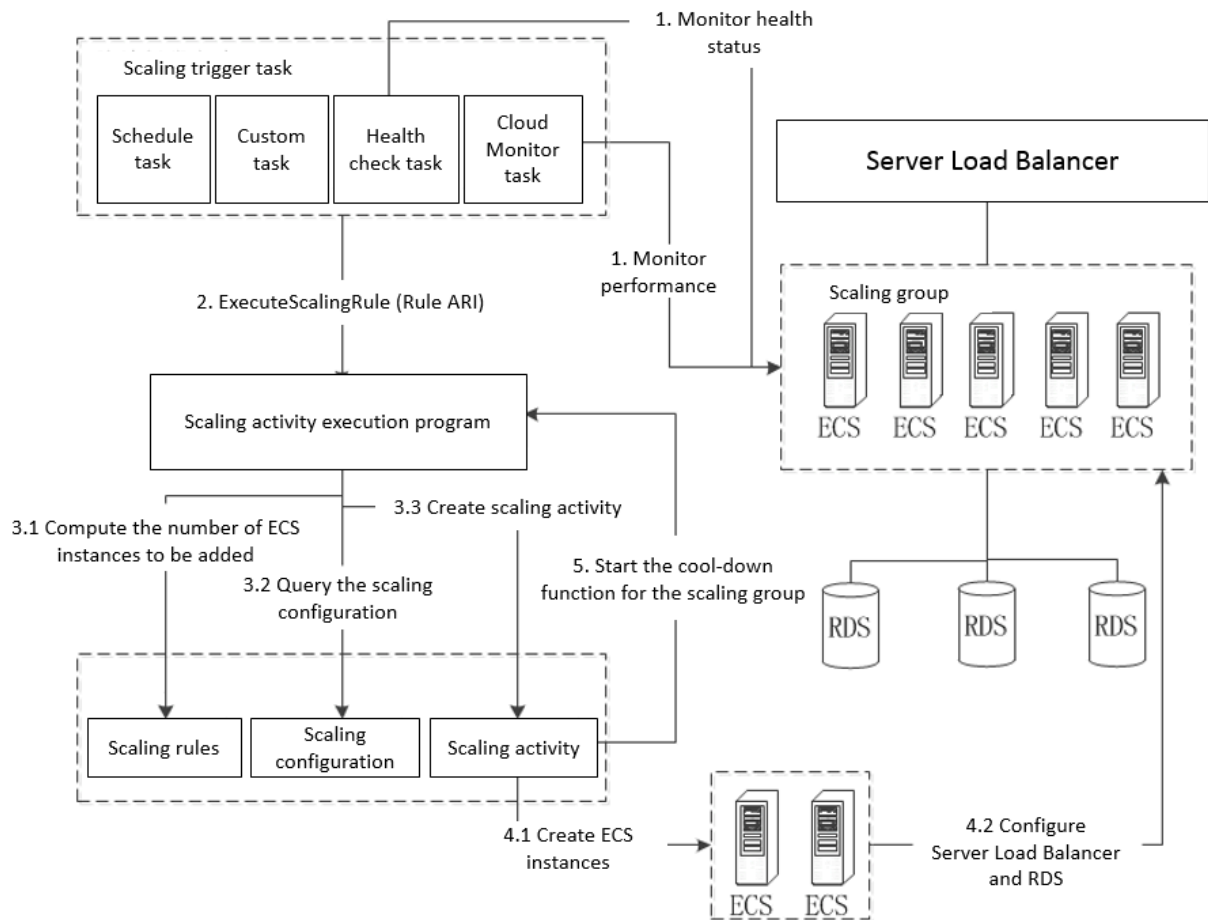 1. Monitor health
status
Scaling trigger task
Schedule
task
Custom
task
Health
check task
Cloud
Monitor
task
Server Load Balancer
1. Monitor
performance
2. ExecuteScalingRule (Rule ARI)
Scaling group
ECS
ECS
ECS
ECS
ECS
Scaling activity execution program
3.1 Compute the number of ECS
instances to be added
3.3 Create scaling activity
3.2 Query the scaling
configuration
5. Start the cool-down
function for the scaling group
RDS
RDS
RDS
Scaling rules
Scaling
configuration
Scaling activity
4.1 Create ECS
instances
ECS
ECS
4.2 Configure
Server Load Balancer
and RDS